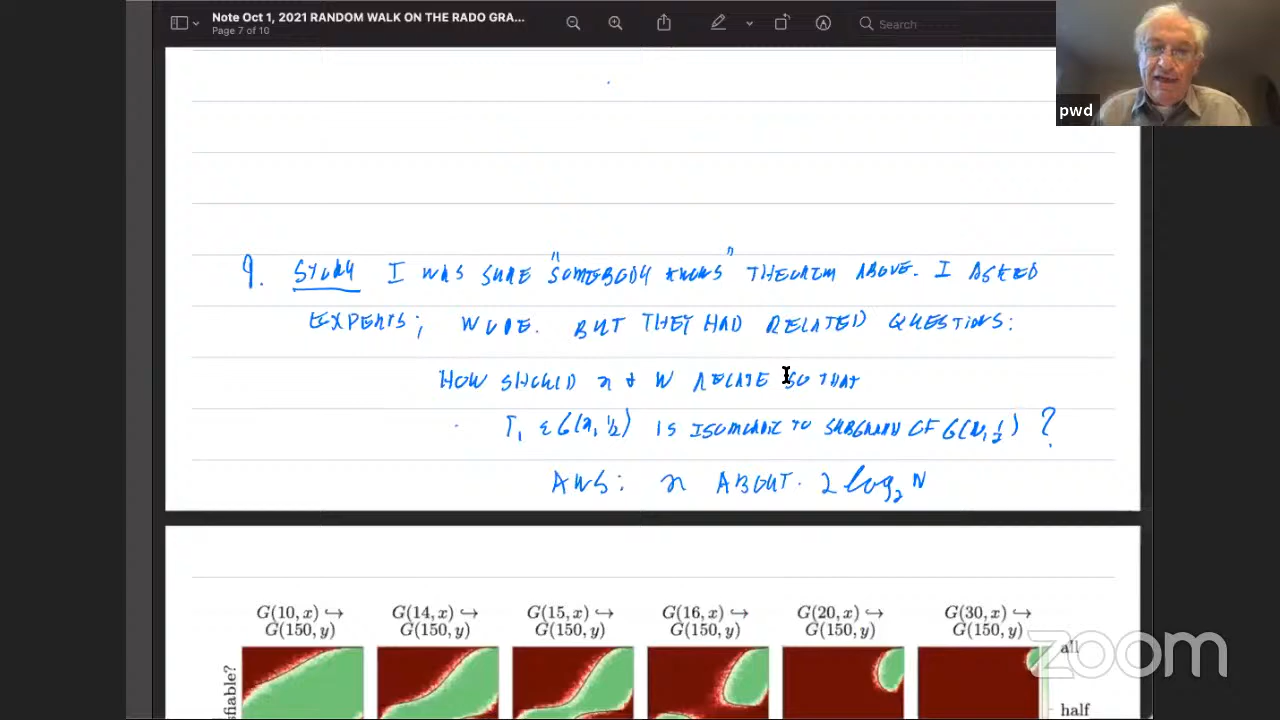 Note Oct 1, 2021 RANDOM WALK ON THE RADO GRA...
Page 7 of 10
Search
pwd
9. STORY I WAS SURE "SOMEBODY KNOWS" THEOREM ABOVE. I ASKED
EXPERTS; NOPE. BUT THEY HAD RELATED QUESTIONS:
HOW SHOULD n + N RELATE SO THAT
Γ₁ ε G(n, 1/2) IS ISOMORPHIC TO SUBGRAPH OF G(N, 1/2) ?
ANS: n ABOUT 2 log₂ N
G(10, x) ↪ G(14, x) ↪ G(15, x) ↪ G(16, x) ↪ G(20, x) ↪ G(30, x) ↪
G(150, y) G(150, y) G(150, y) G(150, y) G(150, y) G(150, y)
all
sfiable?
half
zoom